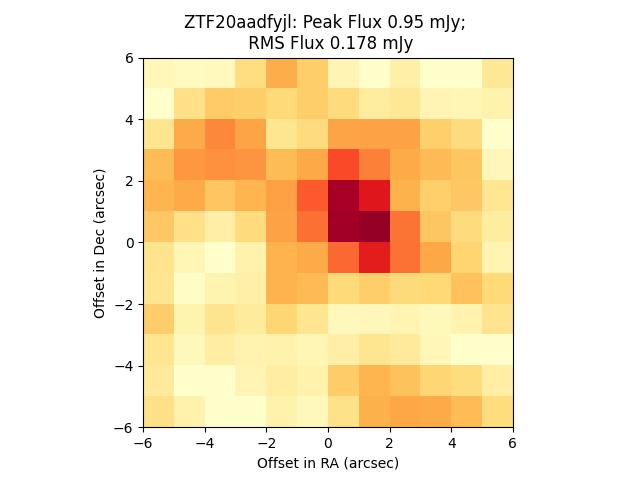 ZTF20aadfyjl: Peak Flux 0.95 mJy;
RMS Flux 0.178 mJy
6
4
2
0
−2
−4
−6
Offset in Dec (arcsec)
−6 −4 −2 0 2 4 6
Offset in RA (arcsec)